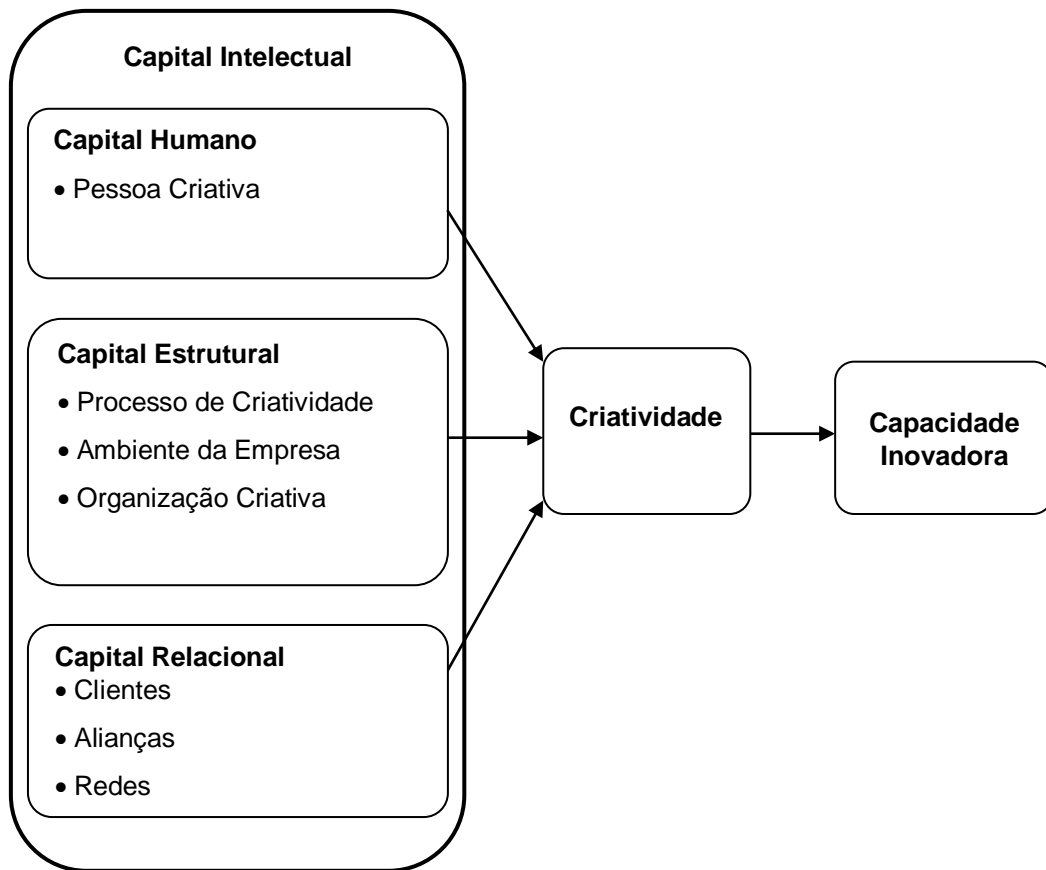 Capital Intelectual
Capital Humano
• Pessoa Criativa
Capital Estrutural
• Processo de Criatividade
• Ambiente da Empresa
• Organização Criativa
Capital Relacional
• Clientes
• Alianças
• Redes
Criatividade
Capacidade
Inovadora